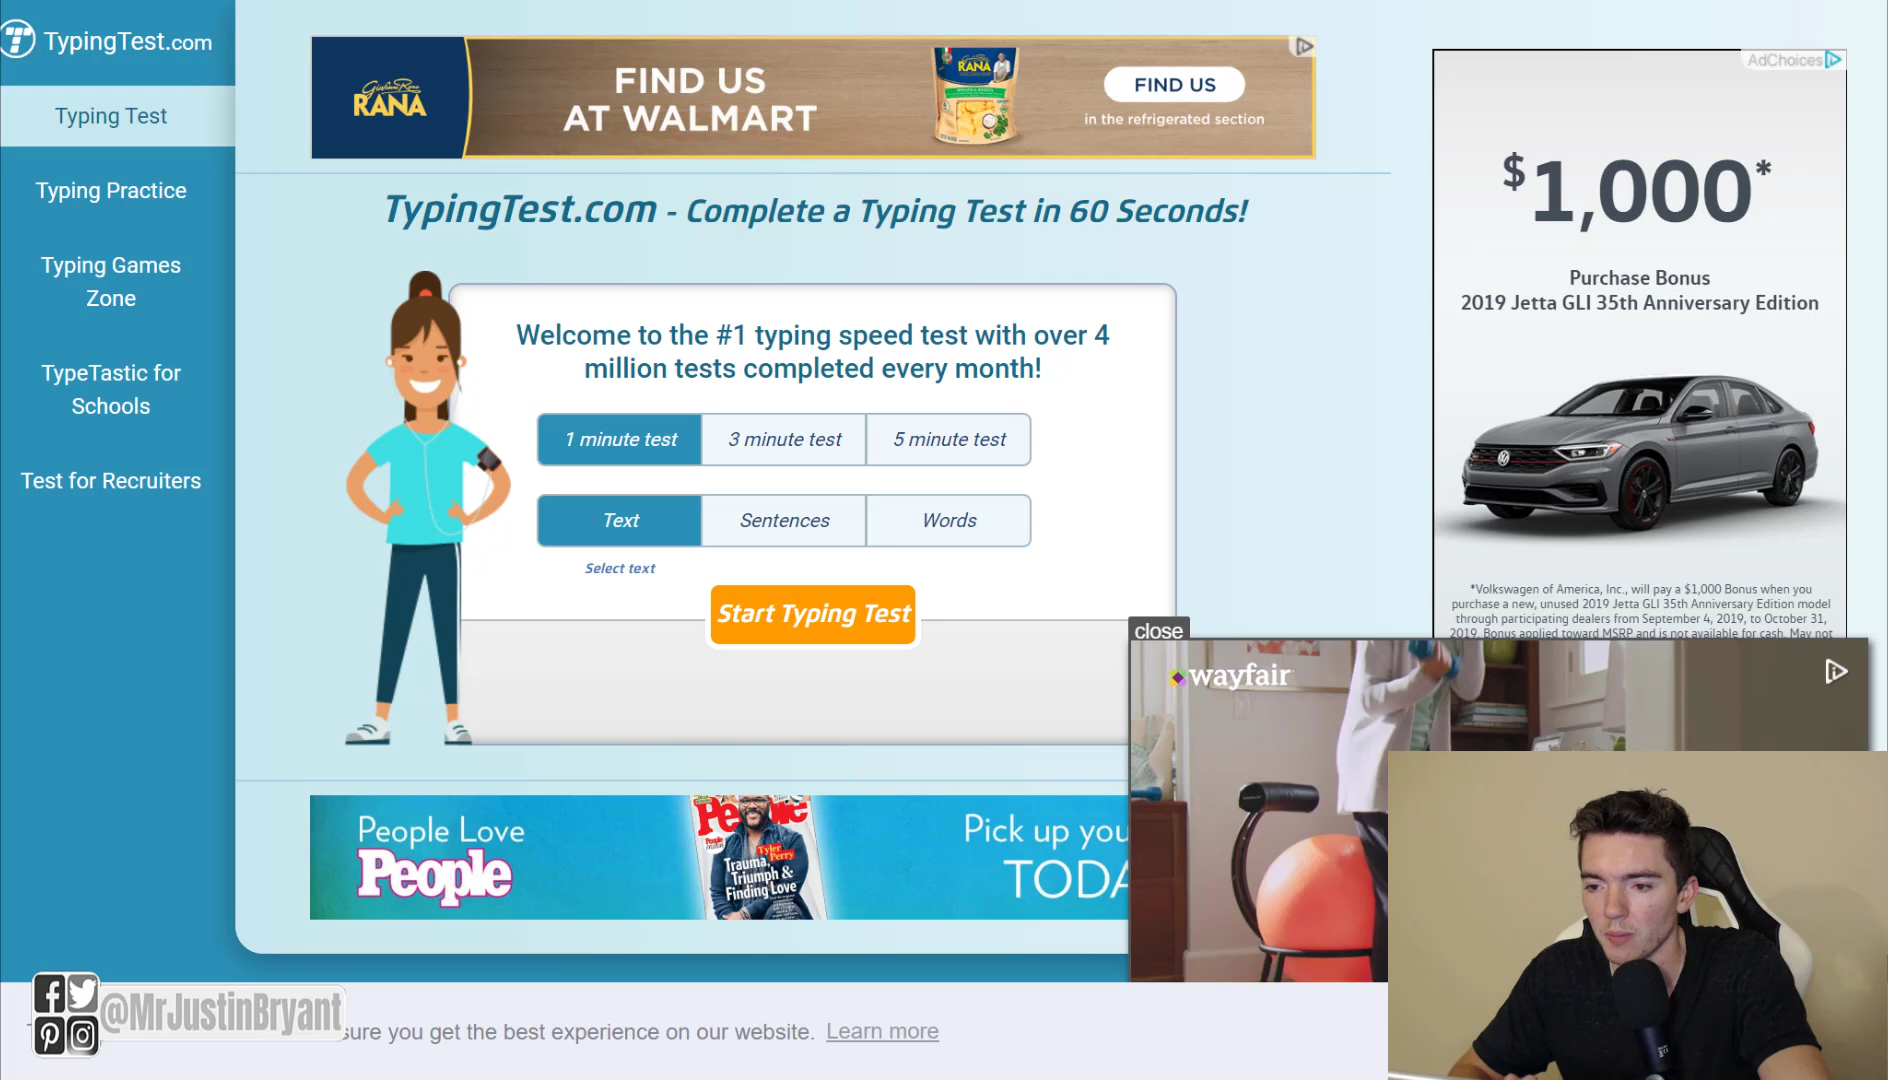 TypingTest.com
Typing Test
Typing Practice
Typing Games
Zone
TypeTastic for
Schools
Test for Recruiters
Giovanni Rana
RANA
FIND US
AT WALMART
RANA
FIND US
in the refrigerated section
TypingTest.com - Complete a Typing Test in 60 Seconds!
Welcome to the #1 typing speed test with over 4
million tests completed every month!
1 minute test
3 minute test
5 minute test
Text
Sentences
Words
Select text
Start Typing Test
AdChoices
$1,000*
Purchase Bonus
2019 Jetta GLI 35th Anniversary Edition
*Volkswagen of America, Inc., will pay a $1,000 Bonus when you
purchase a new, unused 2019 Jetta GLI 35th Anniversary Edition model
through participating dealers from September 4, 2019, to October 31,
2019. Bonus applied toward MSRP and is not available for cash. May not
close
wayfair
People Love
People
People
Tyler
Perry
Trauma,
Triumph &
Finding Love
Pick up you
TODA
@MrJustinBryant
sure you get the best experience on our website. Learn more